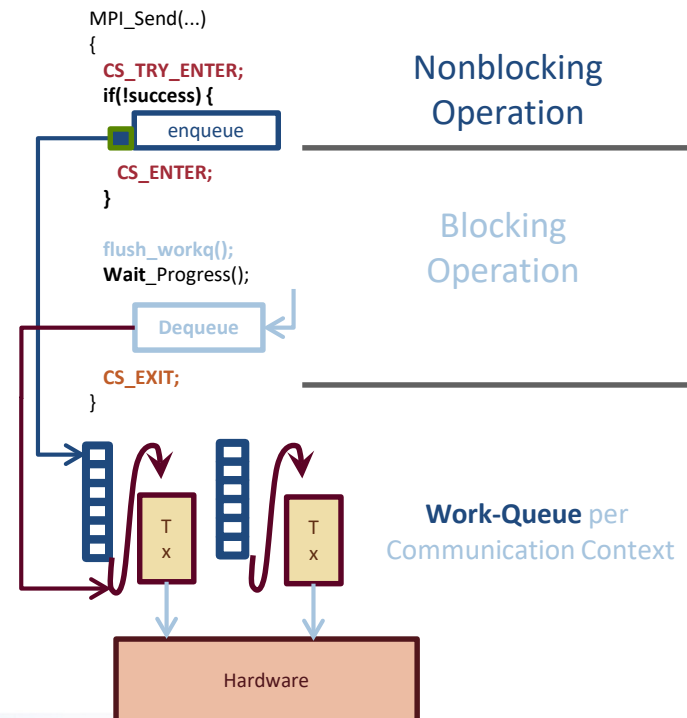 MPI_Send(...)
{
CS_TRY_ENTER;
if(!success) {
enqueue
CS_ENTER;
}
flush_workq();
Wait_Progress();
Dequeue
CS_EXIT;
}
Nonblocking
Operation
Blocking
Operation
Work-Queue per
Communication Context
T
x
T
x
Hardware